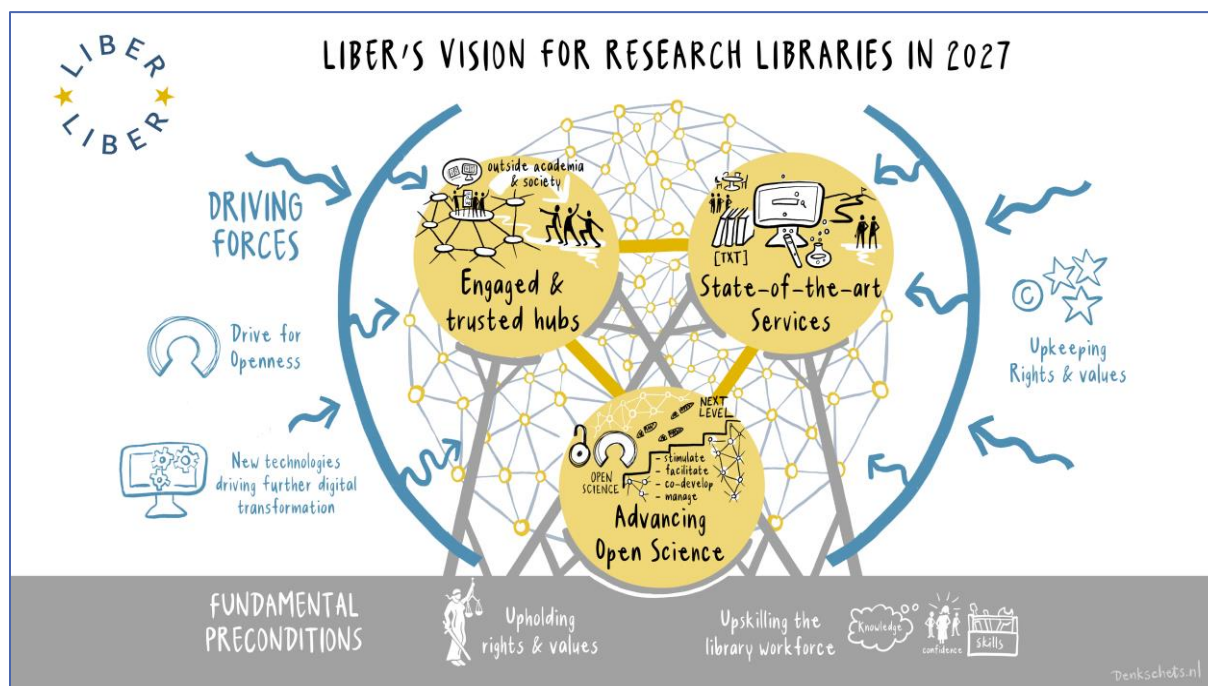 LIBER
LIBER
LIBER'S VISION FOR RESEARCH LIBRARIES IN 2027
DRIVING
FORCES
Drive for
Openness
New technologies
driving further digital
transformation
outside academia
& society
Engaged &
trusted hubs
[TXT]
State-of-the-art
Services
©
Upkeeping
Rights & values
NEXT
LEVEL
OPEN
SCIENCE
- stimulate
- facilitate
- co-develop
- manage
Advancing
Open Science
FUNDAMENTAL
PRECONDITIONS
Upholding
rights & values
Upskilling the
library workforce
Knowledge
confidence
Skills
Denkschets.nl